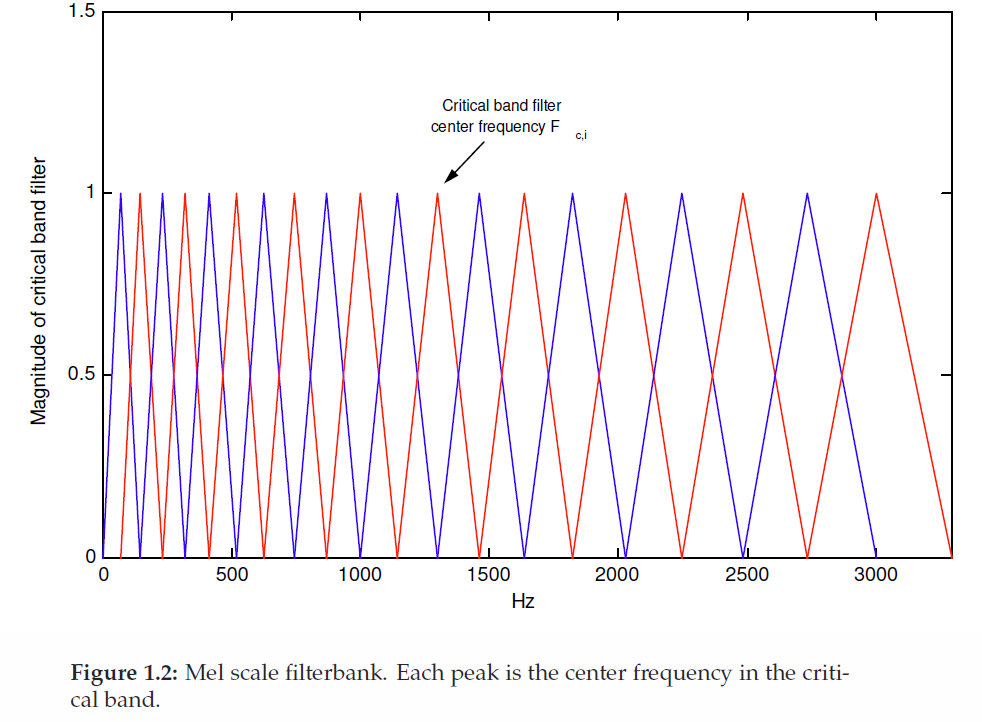 1.5
Critical band filter
center frequency F c,i
Magnitude of critical band filter
1
0.5
0
0 500 1000 1500 2000 2500 3000
Hz
Figure 1.2: Mel scale filterbank. Each peak is the center frequency in the criti-
cal band.